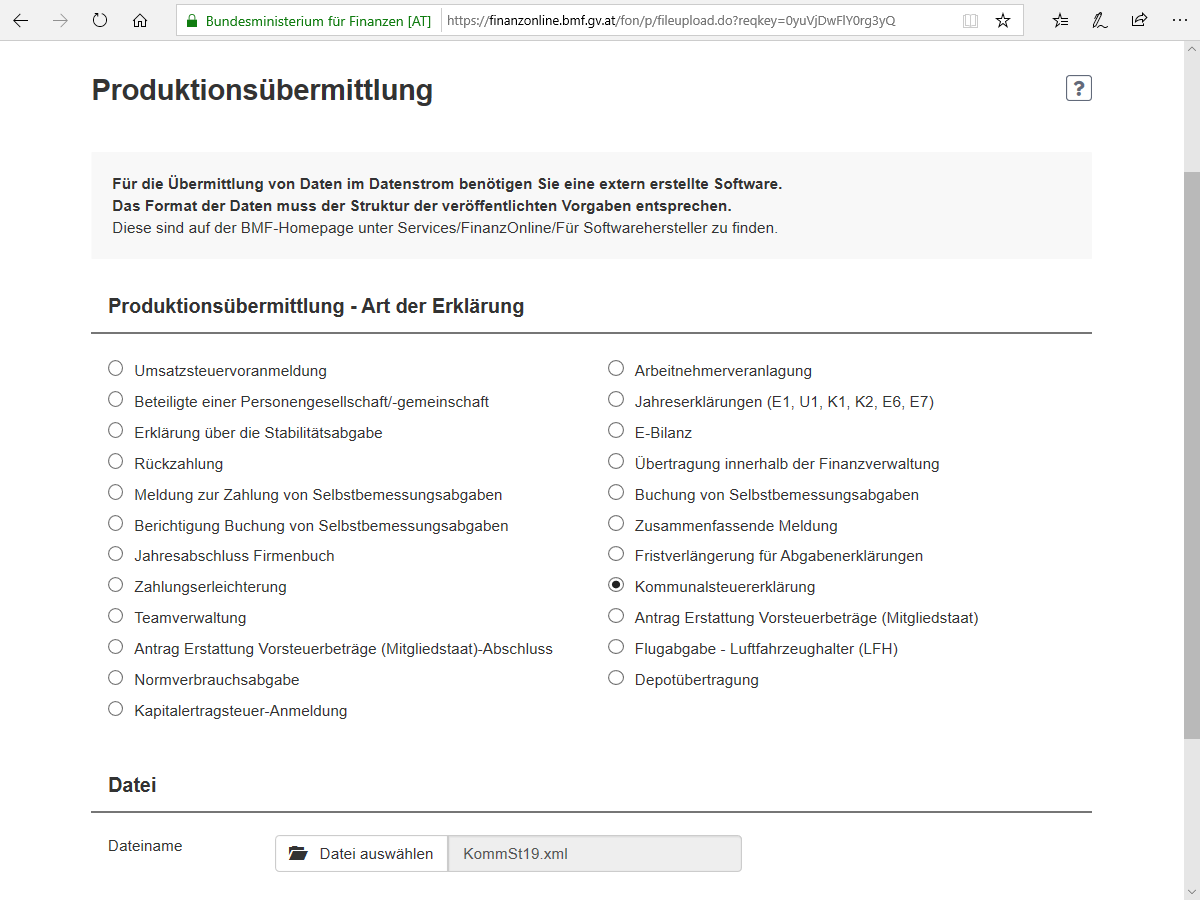 Bundesministerium für Finanzen [AT] https://finanzonline.bmf.gv.at/fon/p/fileupload.do?reqkey=0yuVjDwFlY0rg3yQ
Produktionsübermittlung
?
Für die Übermittlung von Daten im Datenstrom benötigen Sie eine extern erstellte Software.
Das Format der Daten muss der Struktur der veröffentlichten Vorgaben entsprechen.
Diese sind auf der BMF-Homepage unter Services/FinanzOnline/Für Softwarehersteller zu finden.
Produktionsübermittlung - Art der Erklärung
Umsatzsteuervoranmeldung
Arbeitnehmerveranlagung
Beteiligte einer Personengesellschaft/-gemeinschaft
Jahreserklärungen (E1, U1, K1, K2, E6, E7)
Erklärung über die Stabilitätsabgabe
E-Bilanz
Rückzahlung
Übertragung innerhalb der Finanzverwaltung
Meldung zur Zahlung von Selbstbemessungsabgaben
Buchung von Selbstbemessungsabgaben
Berichtigung Buchung von Selbstbemessungsabgaben
Zusammenfassende Meldung
Jahresabschluss Firmenbuch
Fristverlängerung für Abgabenerklärungen
Zahlungserleichterung
Kommunalsteuererklärung
Teamverwaltung
Antrag Erstattung Vorsteuerbeträge (Mitgliedstaat)
Antrag Erstattung Vorsteuerbeträge (Mitgliedstaat)-Abschluss
Flugabgabe - Luftfahrzeughalter (LFH)
Normverbrauchsabgabe
Depotübertragung
Kapitalertragsteuer-Anmeldung
Datei
Dateiname
Datei auswählen
KommSt19.xml